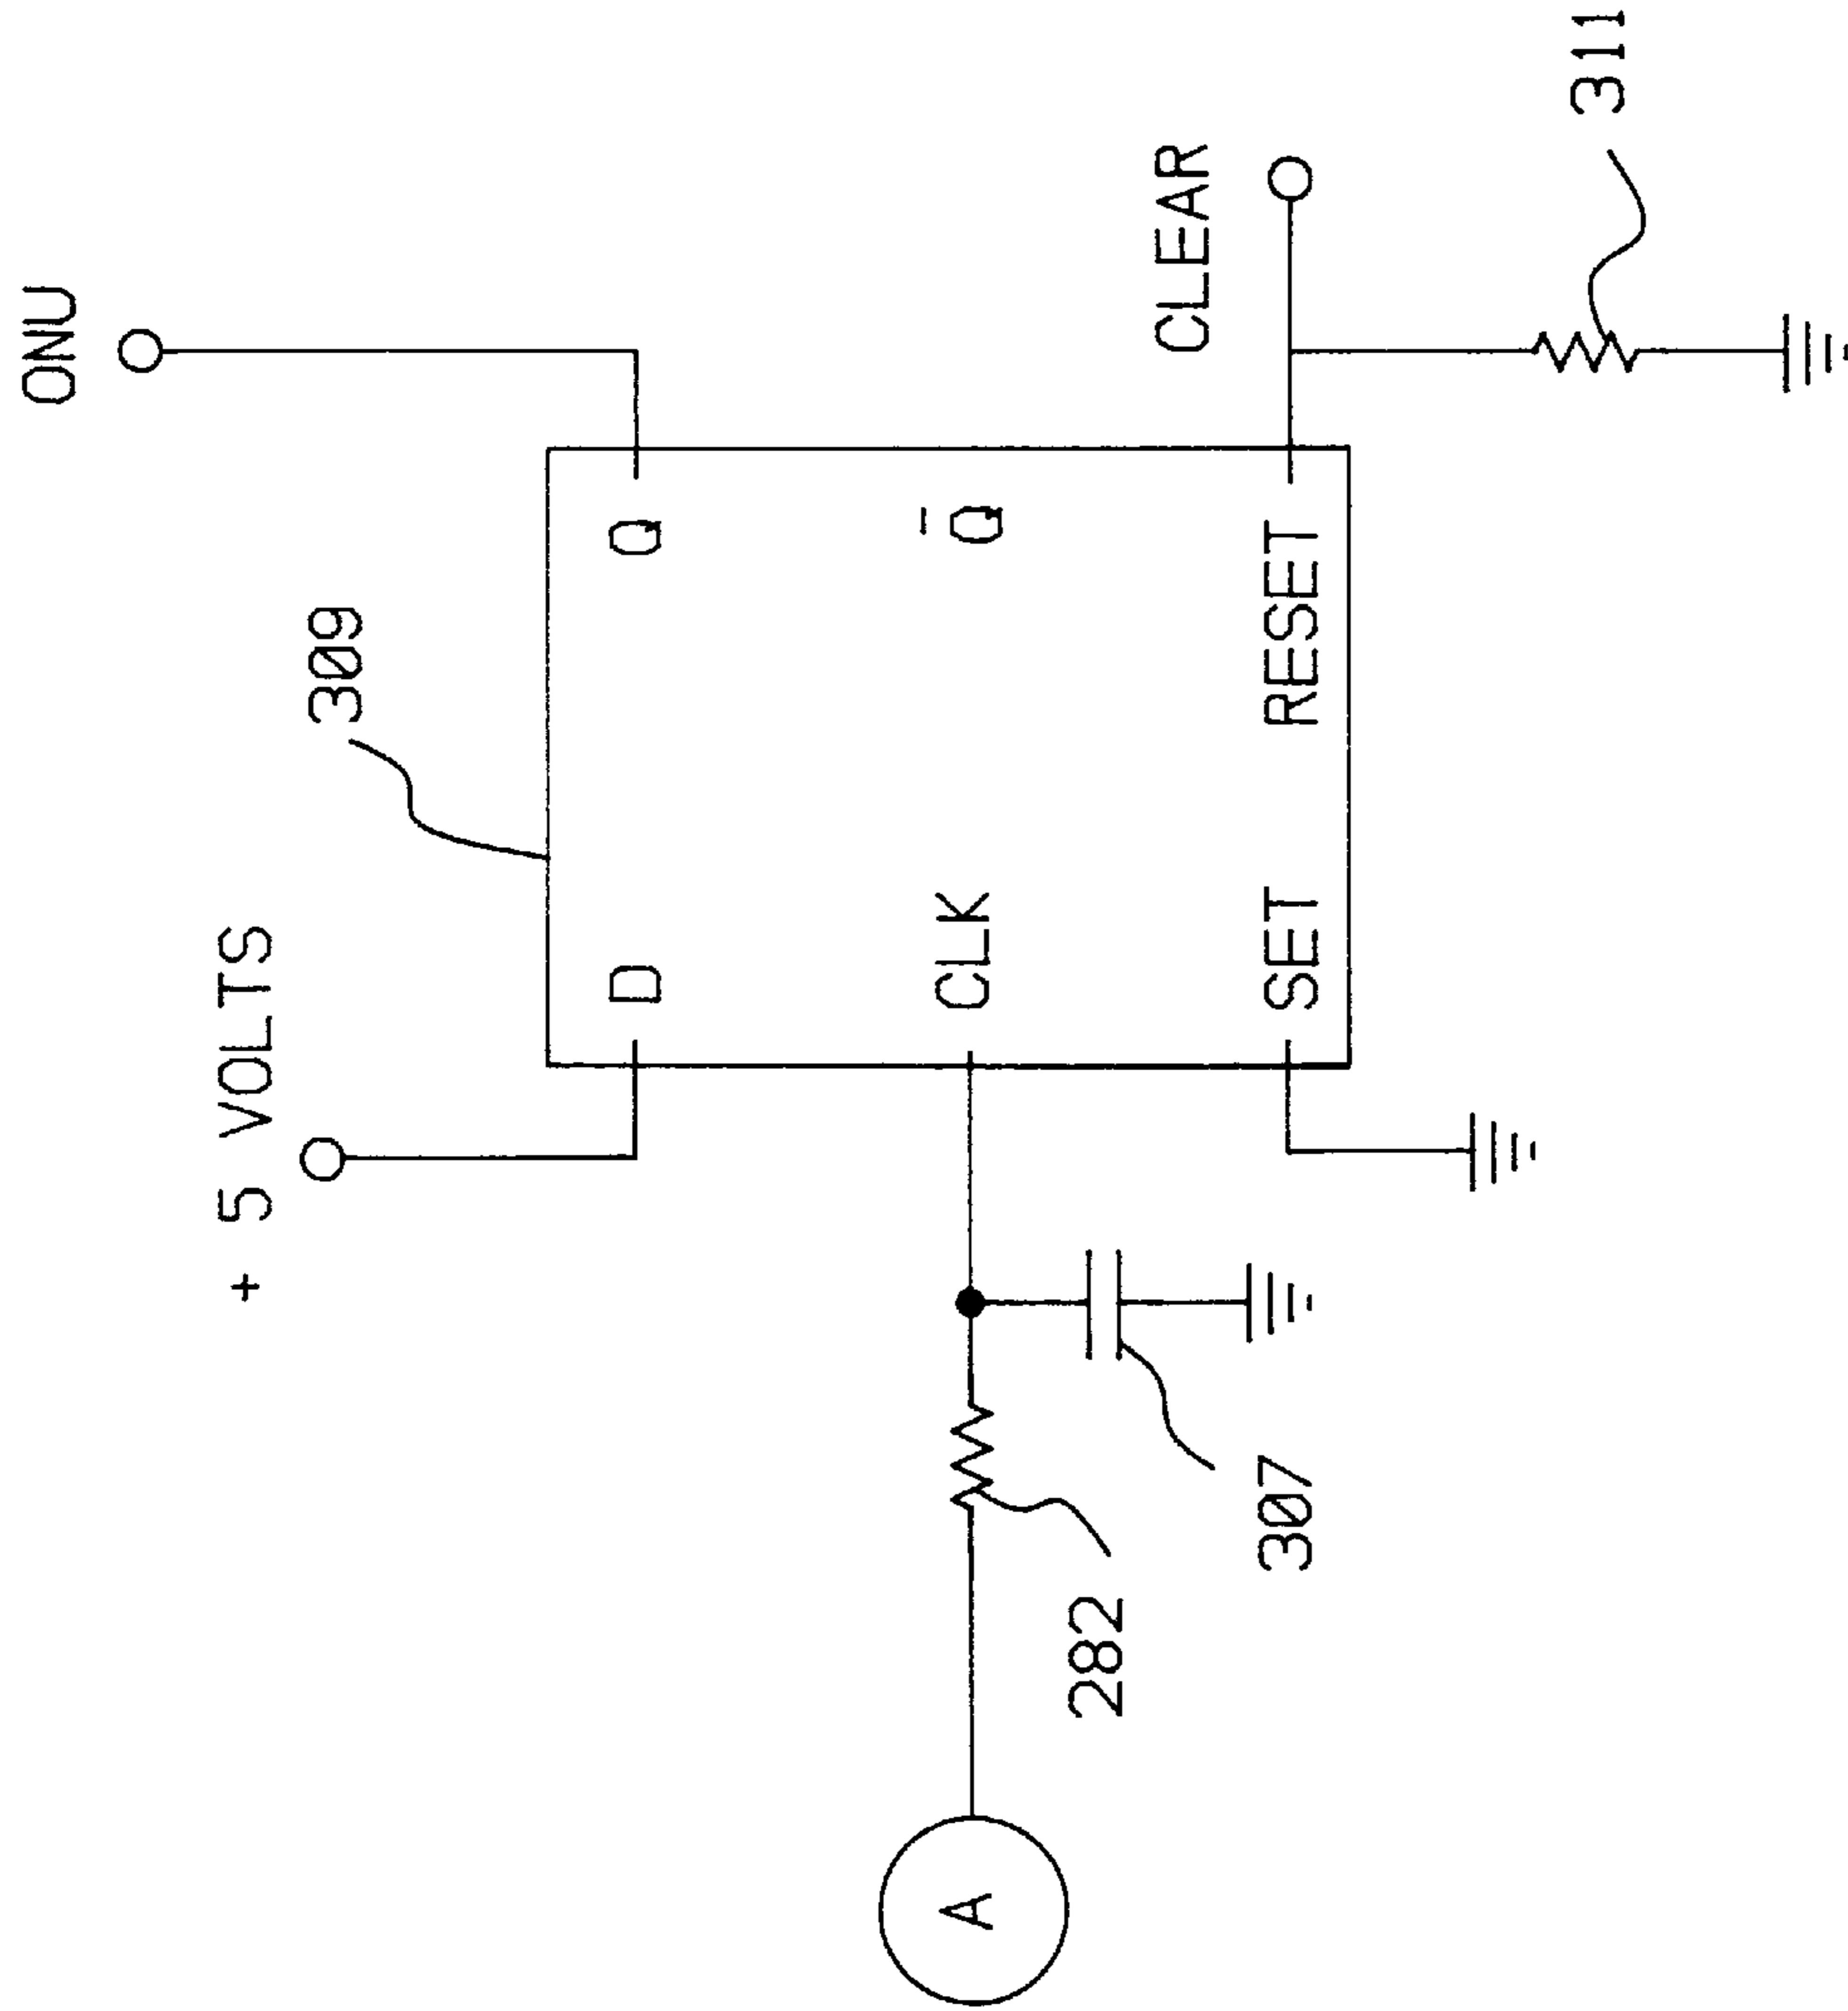 ONU
+ 5 VOLTS
309
D
Q
CLK
Q̄
SET
RESET
CLEAR
A
282
307
311